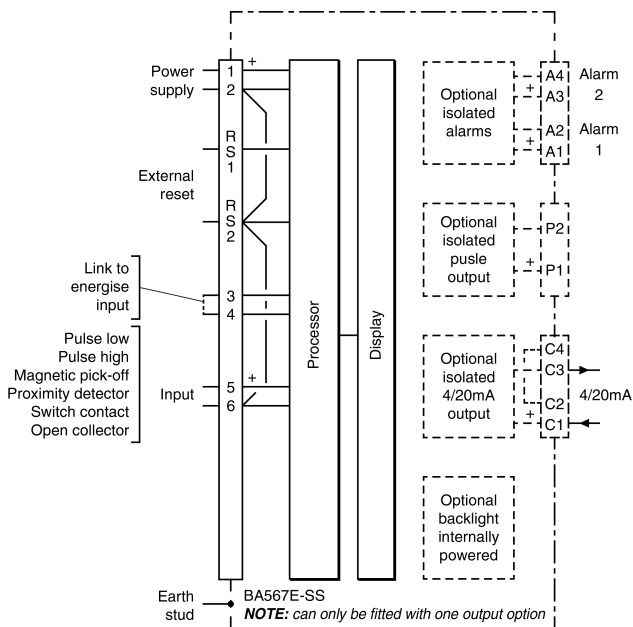 Power
supply
1
+
2
R
S
1
External
reset
R
S
2
Link to
energise
input
3
4
Pulse low
Pulse high
Magnetic pick-off
Proximity detector
Switch contact
Open collector
Input
5
+
6
Processor
Display
Optional
isolated
alarms
A4
+
A3
Alarm
2
A2
+
A1
Alarm
1
Optional
isolated
pusle
output
P2
+
P1
Optional
isolated
4/20mA
output
C4
C3
C2
+
C1
4/20mA
Optional
backlight
internally
powered
Earth
stud
BA567E-SS
NOTE: can only be fitted with one output option